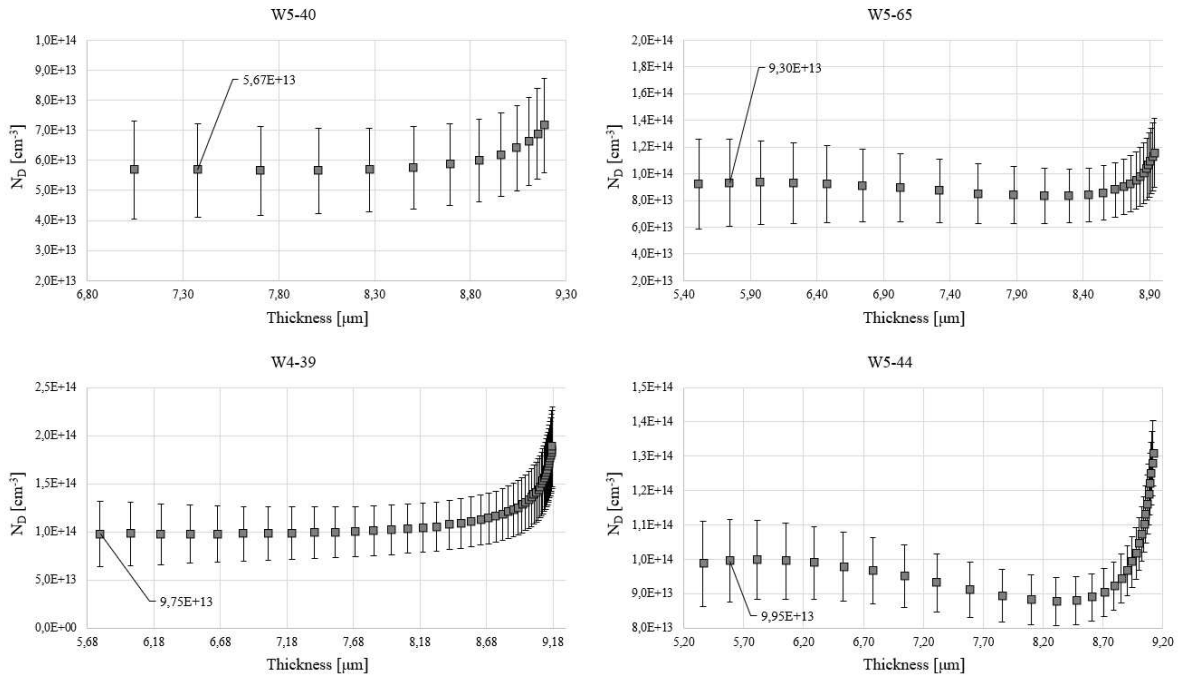 W5-40
N_D [cm⁻³]
1,0E+14
9,0E+13
8,0E+13
7,0E+13
6,0E+13
5,0E+13
4,0E+13
3,0E+13
2,0E+13
5,67E+13
6,80 7,30 7,80 8,30 8,80 9,30
Thickness [μm]
W5-65
N_D [cm⁻³]
2,0E+14
1,8E+14
1,6E+14
1,4E+14
1,2E+14
1,0E+14
8,0E+13
6,0E+13
4,0E+13
2,0E+13
9,30E+13
5,40 5,90 6,40 6,90 7,40 7,90 8,40 8,90
Thickness [μm]
W4-39
N_D [cm⁻³]
2,5E+14
2,0E+14
1,5E+14
1,0E+14
5,0E+13
0,0E+00
9,75E+13
5,68 6,18 6,68 7,18 7,68 8,18 8,68 9,18
Thickness [μm]
W5-44
N_D [cm⁻³]
1,5E+14
1,4E+14
1,3E+14
1,2E+14
1,1E+14
1,0E+14
9,0E+13
8,0E+13
9,95E+13
5,20 5,70 6,20 6,70 7,20 7,70 8,20 8,70 9,20
Thickness [μm]